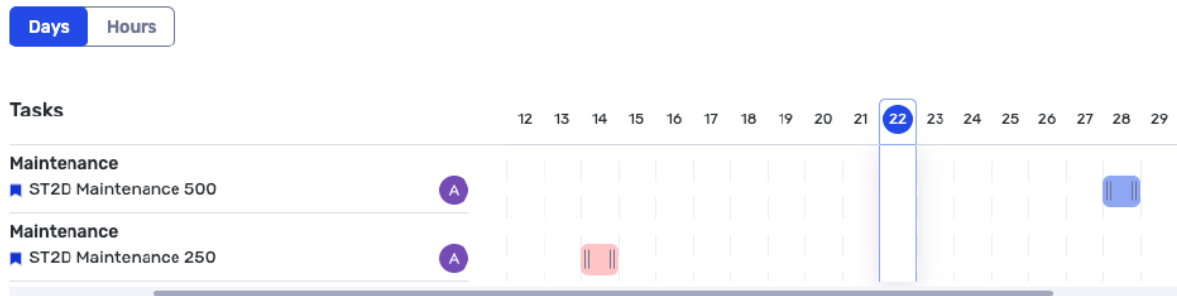 Days Hours
Tasks 12 13 14 15 16 17 18 19 20 21 22 23 24 25 26 27 28 29
Maintenance
ST2D Maintenance 500 A
Maintenance
ST2D Maintenance 250 A